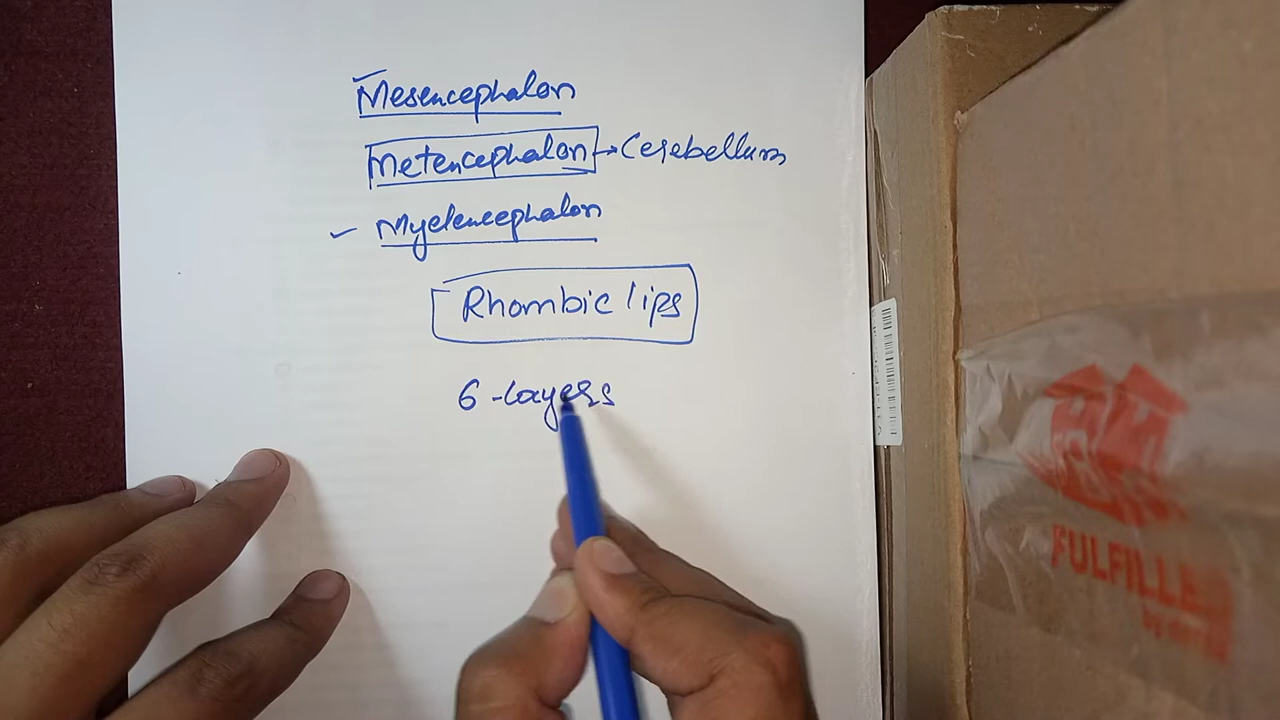 Mesencephalon
Metencephalon → Cerebellum
Myelencephalon
Rhombic lips
6-layers
FULFILLE